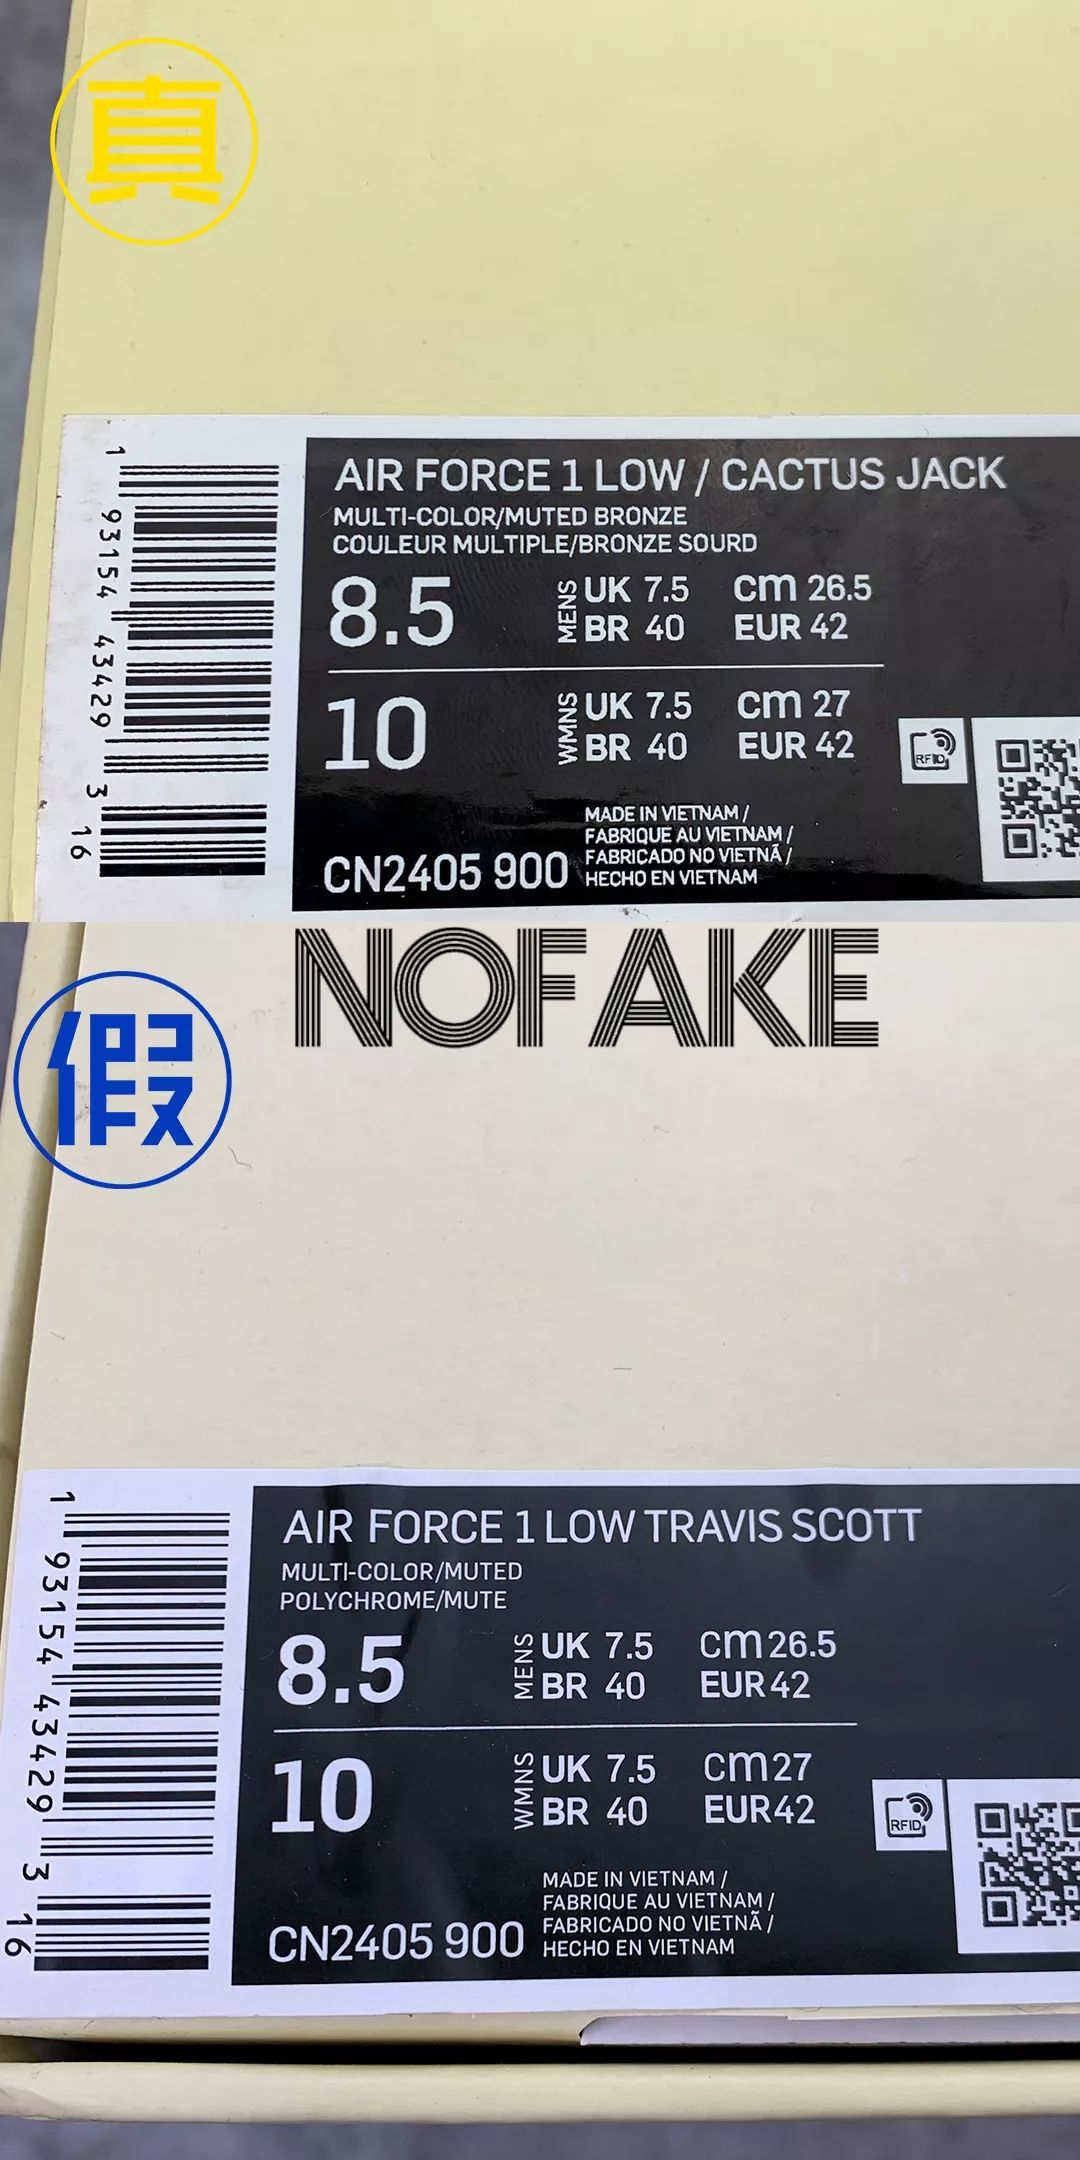 真
1 93154 43429 3 16
AIR FORCE 1 LOW / CACTUS JACK
MULTI-COLOR/MUTED BRONZE
COULEUR MULTIPLE/BRONZE SOURD
8.5 MENS UK 7.5 cm 26.5
BR 40 EUR 42
10 WMNS UK 7.5 cm 27
BR 40 EUR 42
RFID
MADE IN VIETNAM /
FABRIQUE AU VIETNAM /
FABRICADO NO VIETNÃ /
CN2405 900 HECHO EN VIETNAM
NOFAKE
假
1 93154 43429 3 16
AIR FORCE 1 LOW TRAVIS SCOTT
MULTI-COLOR/MUTED
POLYCHROME/MUTE
8.5 MENS UK 7.5 cm 26.5
BR 40 EUR 42
10 WMNS UK 7.5 cm 27
BR 40 EUR 42
RFID
MADE IN VIETNAM /
FABRIQUE AU VIETNAM /
FABRICADO NO VIETNÃ /
CN2405 900 HECHO EN VIETNAM